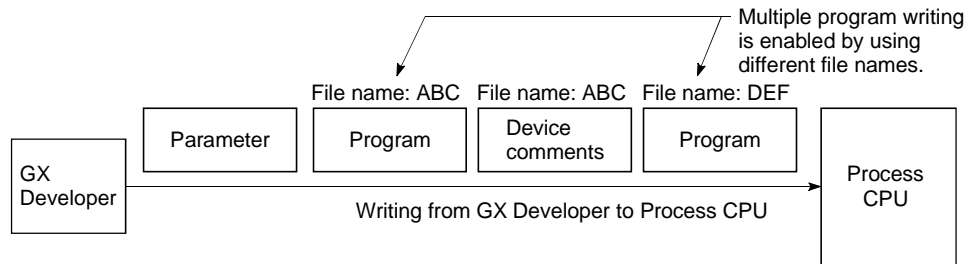 Multiple program writing
is enabled by using
different file names.
File name: ABC
File name: ABC
File name: DEF
Parameter
Program
Device
comments
Program
GX
Developer
Process
CPU
Writing from GX Developer to Process CPU